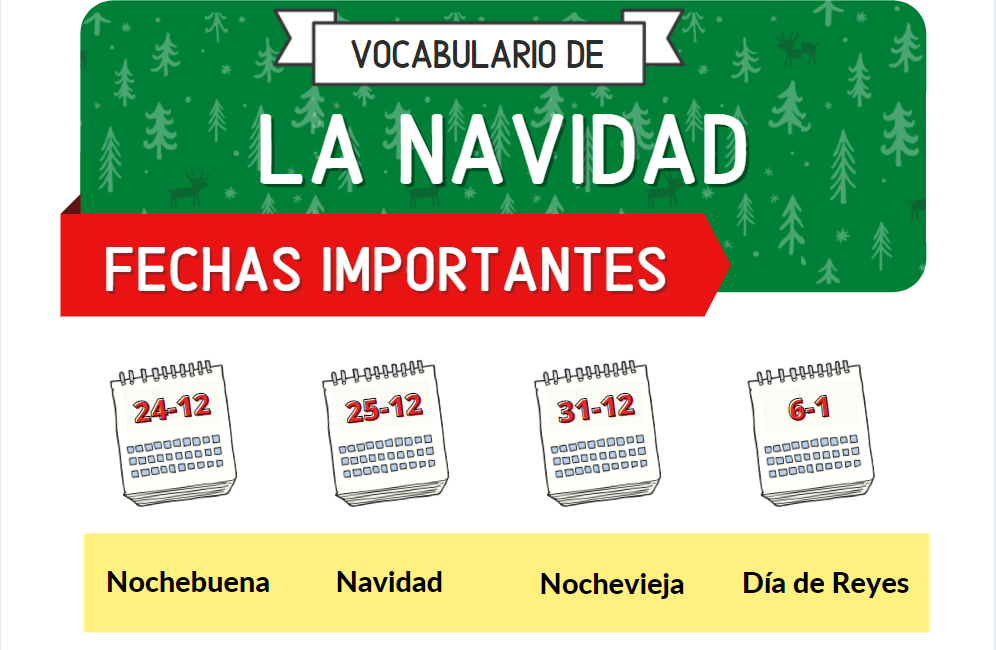 VOCABULARIO DE
LA NAVIDAD
FECHAS IMPORTANTES
24-12 25-12 31-12 6-1
Nochebuena Navidad Nochevieja Día de Reyes